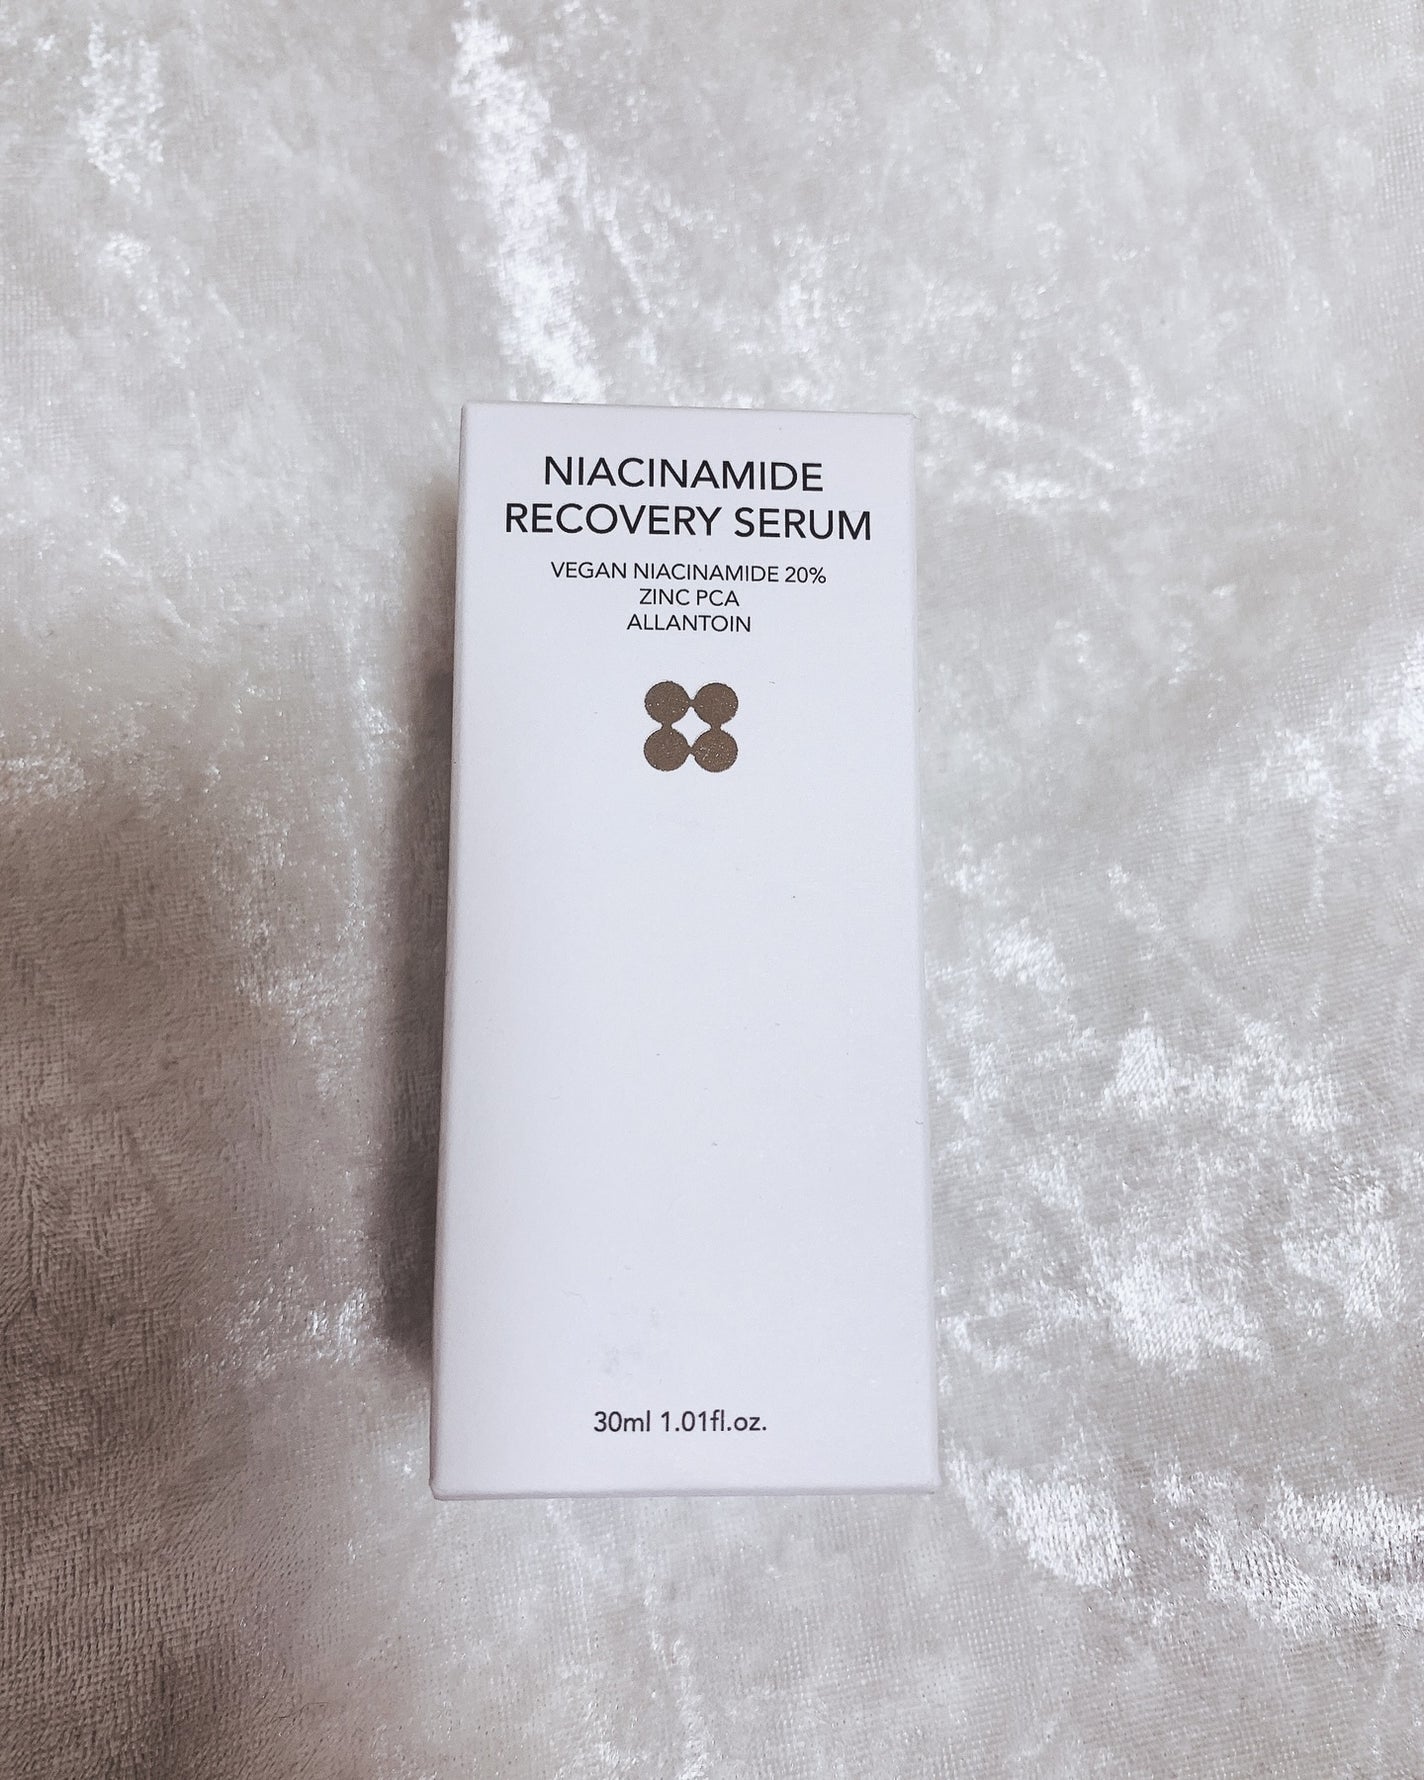 NIACINAMIDE
RECOVERY SERUM
VEGAN NIACINAMIDE 20%
ZINC PCA
ALLANTOIN
30ml 1.01fl.oz.